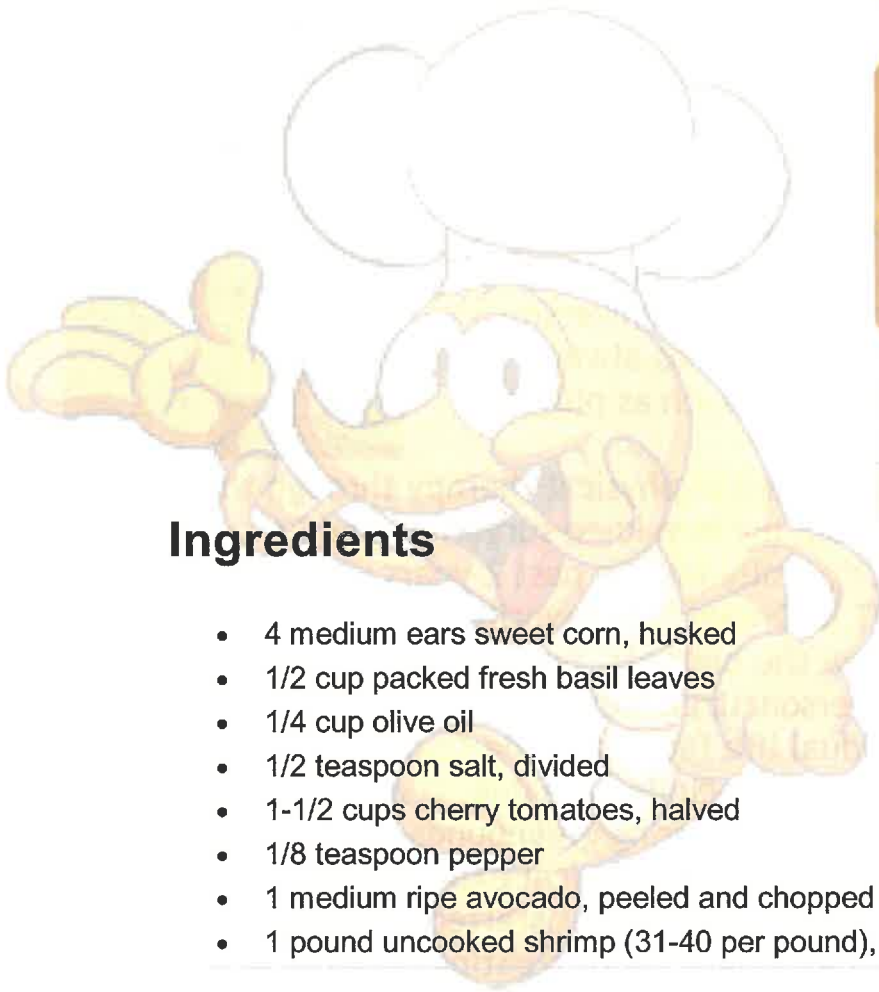 Ingredients
• 4 medium ears sweet corn, husked
• 1/2 cup packed fresh basil leaves
• 1/4 cup olive oil
• 1/2 teaspoon salt, divided
• 1-1/2 cups cherry tomatoes, halved
• 1/8 teaspoon pepper
• 1 medium ripe avocado, peeled and chopped
• 1 pound uncooked shrimp (31-40 per pound),